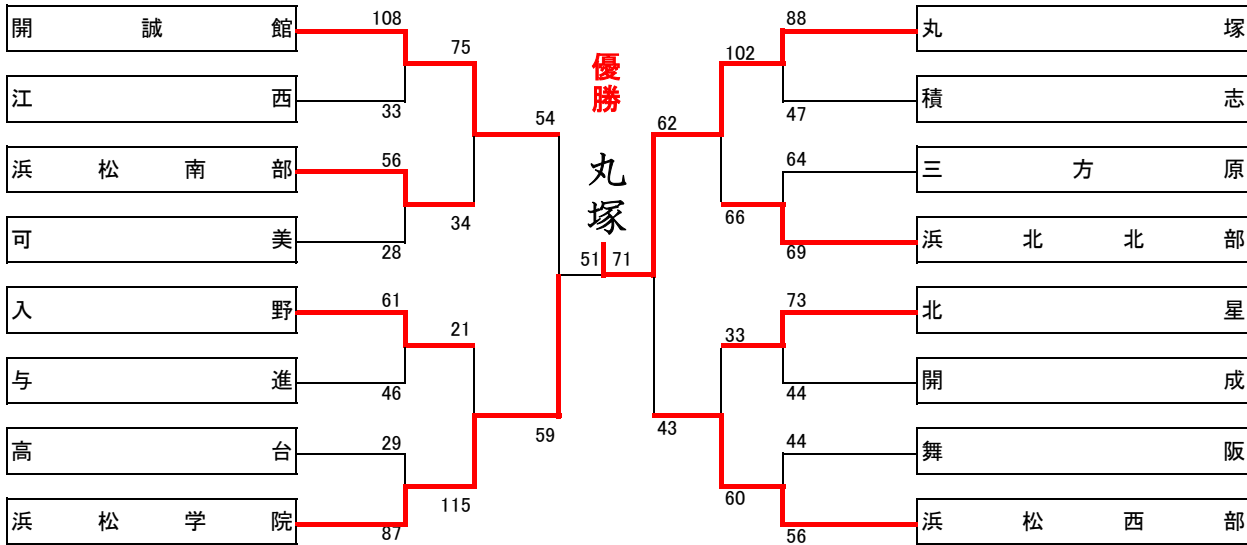 開誠館
江西
浜松南部
可美
入野
与進
高台
浜松学院
108
33
56
28
61
46
29
87
75
34
21
115
54
59
優勝
丸塚
51 71
62
43
102
66
33
60
88
47
64
69
73
44
44
56
丸塚
積志
三方原
浜北北部
北星
開成
舞阪
浜松西部